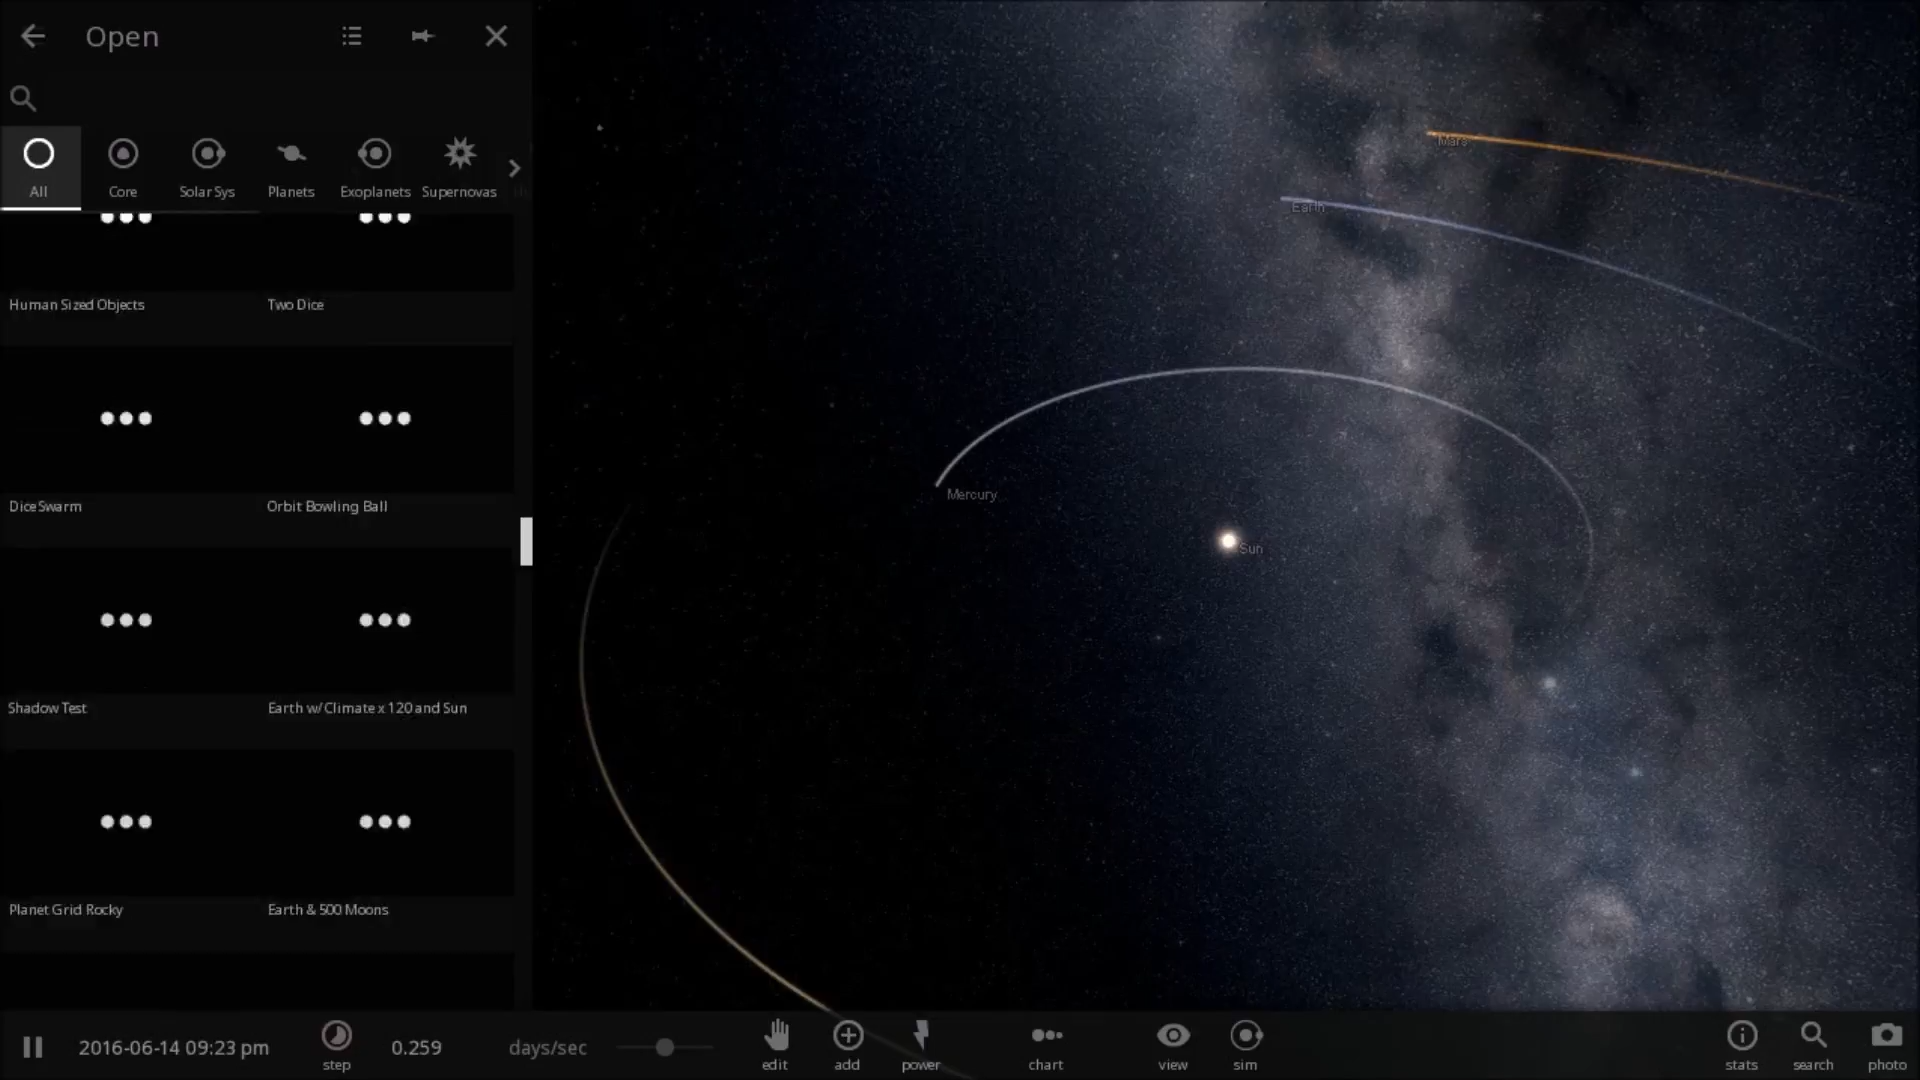 Open
All
Core
Solar Sys
Planets
Exoplanets
Supernovas
Human Sized Objects
Two Dice
Dice Swarm
Orbit Bowling Ball
Shadow Test
Earth w/ Climate x 120 and Sun
Planet Grid Rocky
Earth & 500 Moons
Mars
Earth
Mercury
Sun
2016-06-14 09:23 pm
step
0.259
days/sec
edit
add
power
chart
view
sim
stats
search
photo